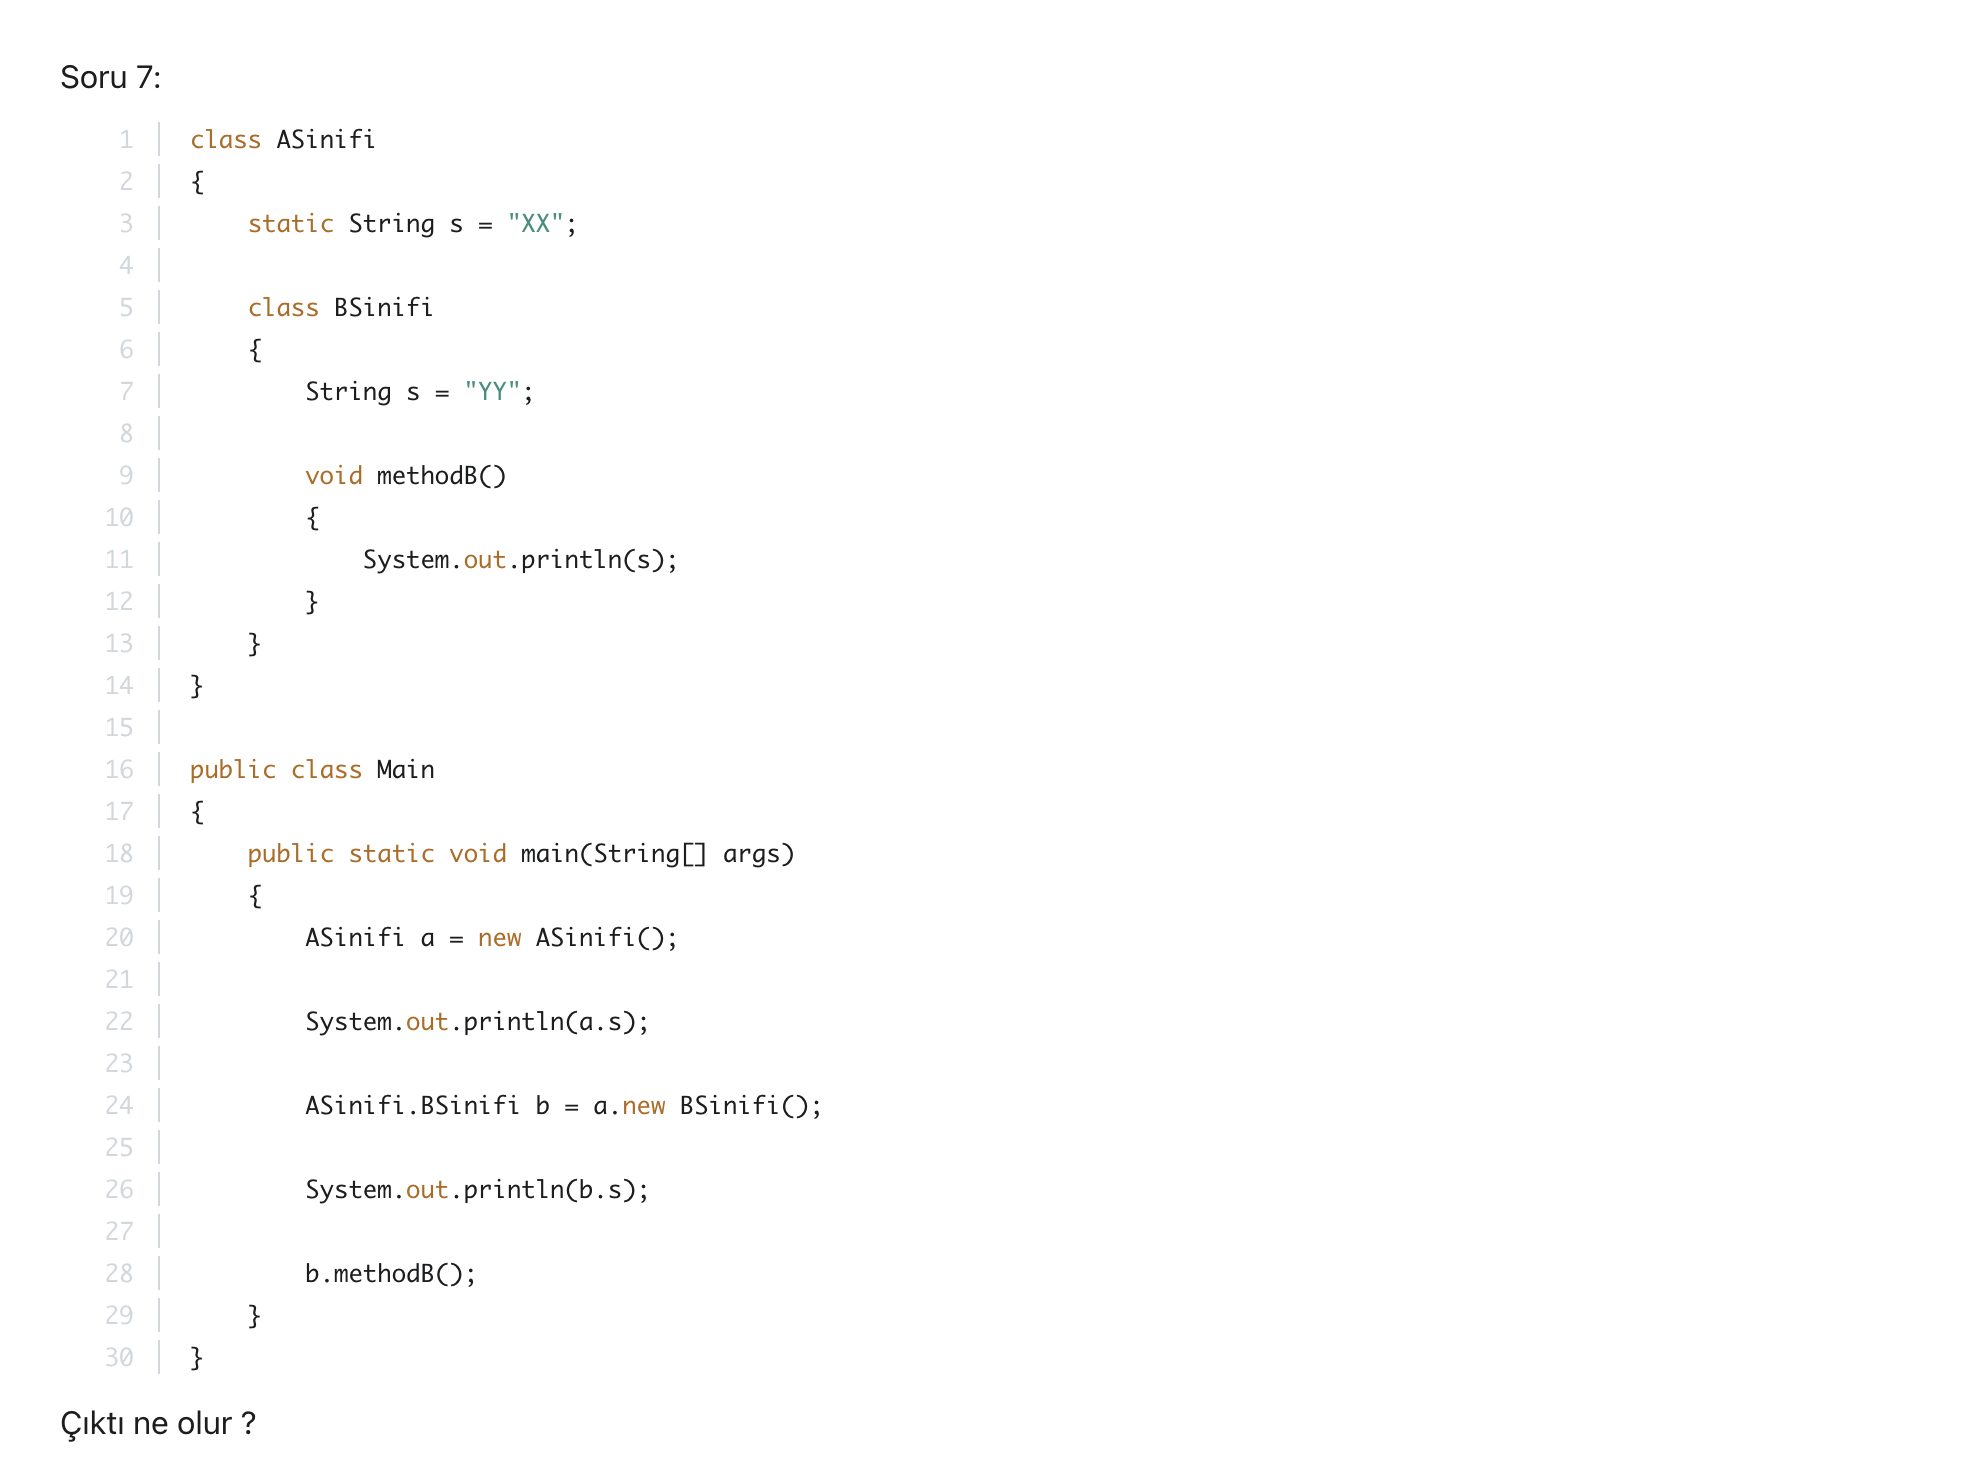 Soru 7:
1 class ASinifi
2 {
3     static String s = "XX";
4
5     class BSinifi
6     {
7         String s = "YY";
8
9         void methodB()
10         {
11             System.out.println(s);
12         }
13     }
14 }
15
16 public class Main
17 {
18     public static void main(String[] args)
19     {
20         ASinifi a = new ASinifi();
21
22         System.out.println(a.s);
23
24         ASinifi.BSinifi b = a.new BSinifi();
25
26         System.out.println(b.s);
27
28         b.methodB();
29     }
30 }
Çıktı ne olur ?